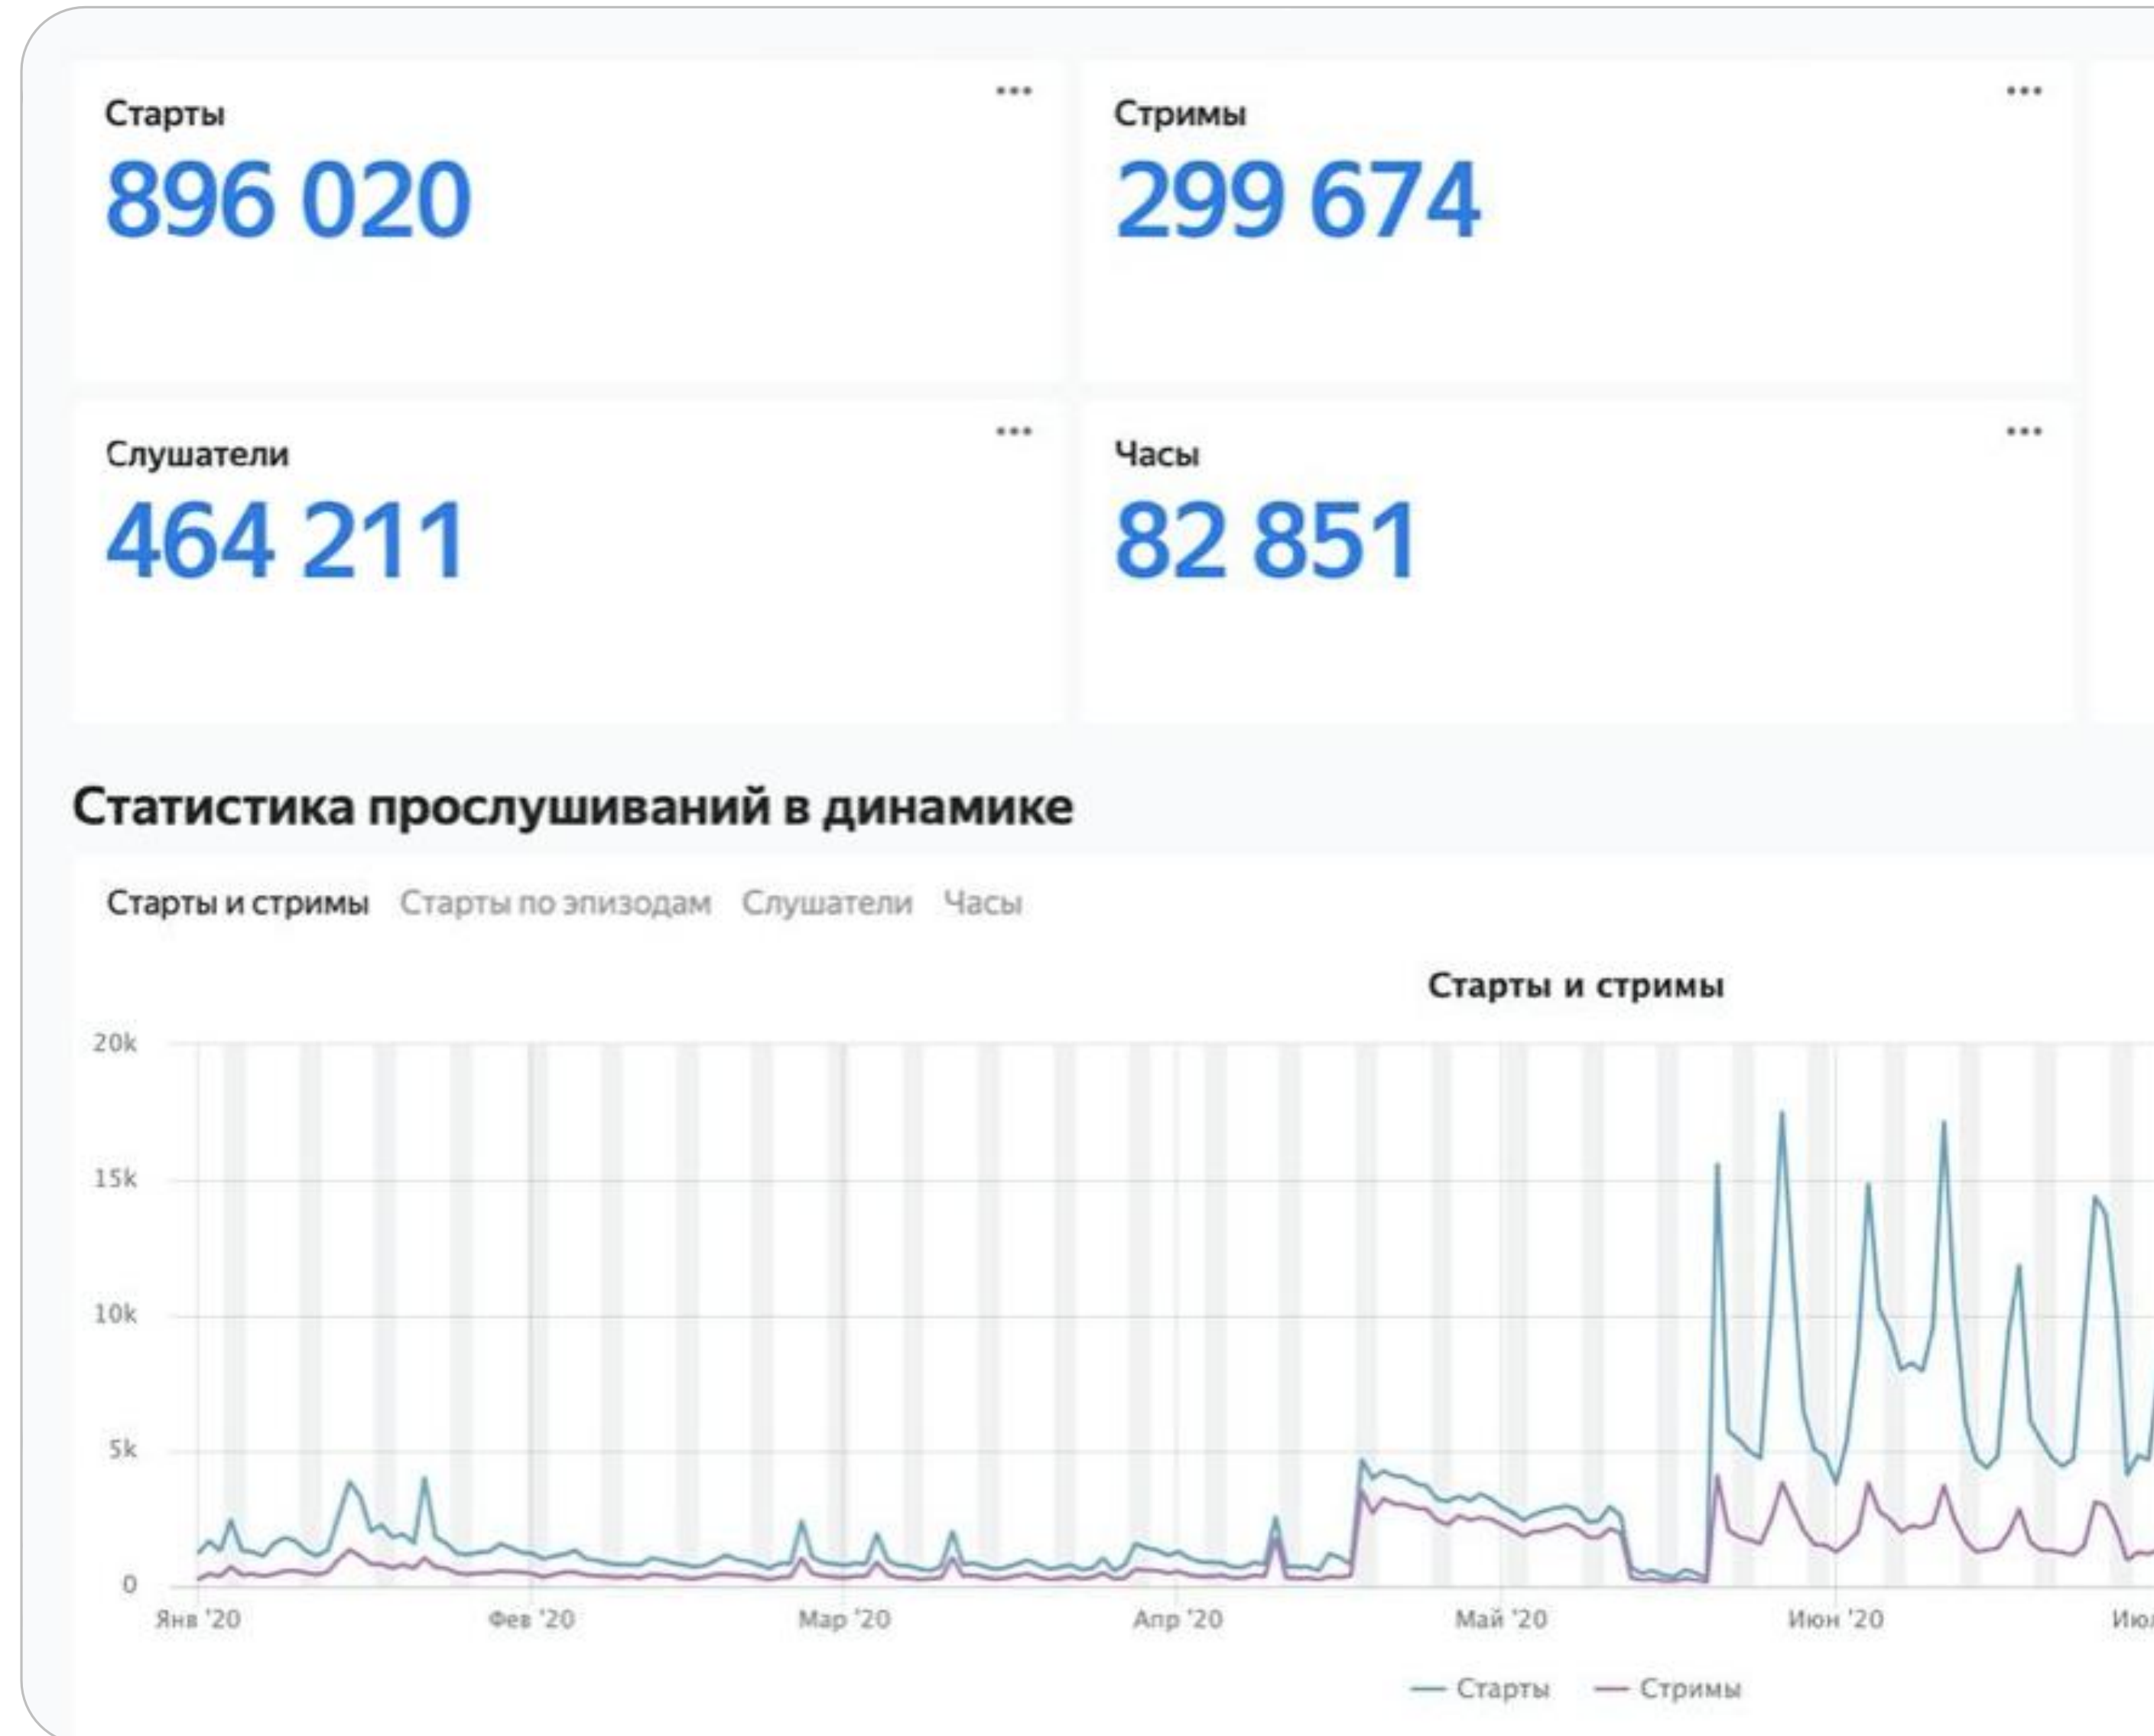 Старты
896 020
Стримы
299 674
Слушатели
464 211
Часы
82 851
Статистика прослушиваний в динамике
Старты и стримы Старты по эпизодам Слушатели Часы
Старты и стримы
20k
15k
10k
5k
0
Янв '20 Фев '20 Мар '20 Апр '20 Май '20 Июн '20
Старты Стримы